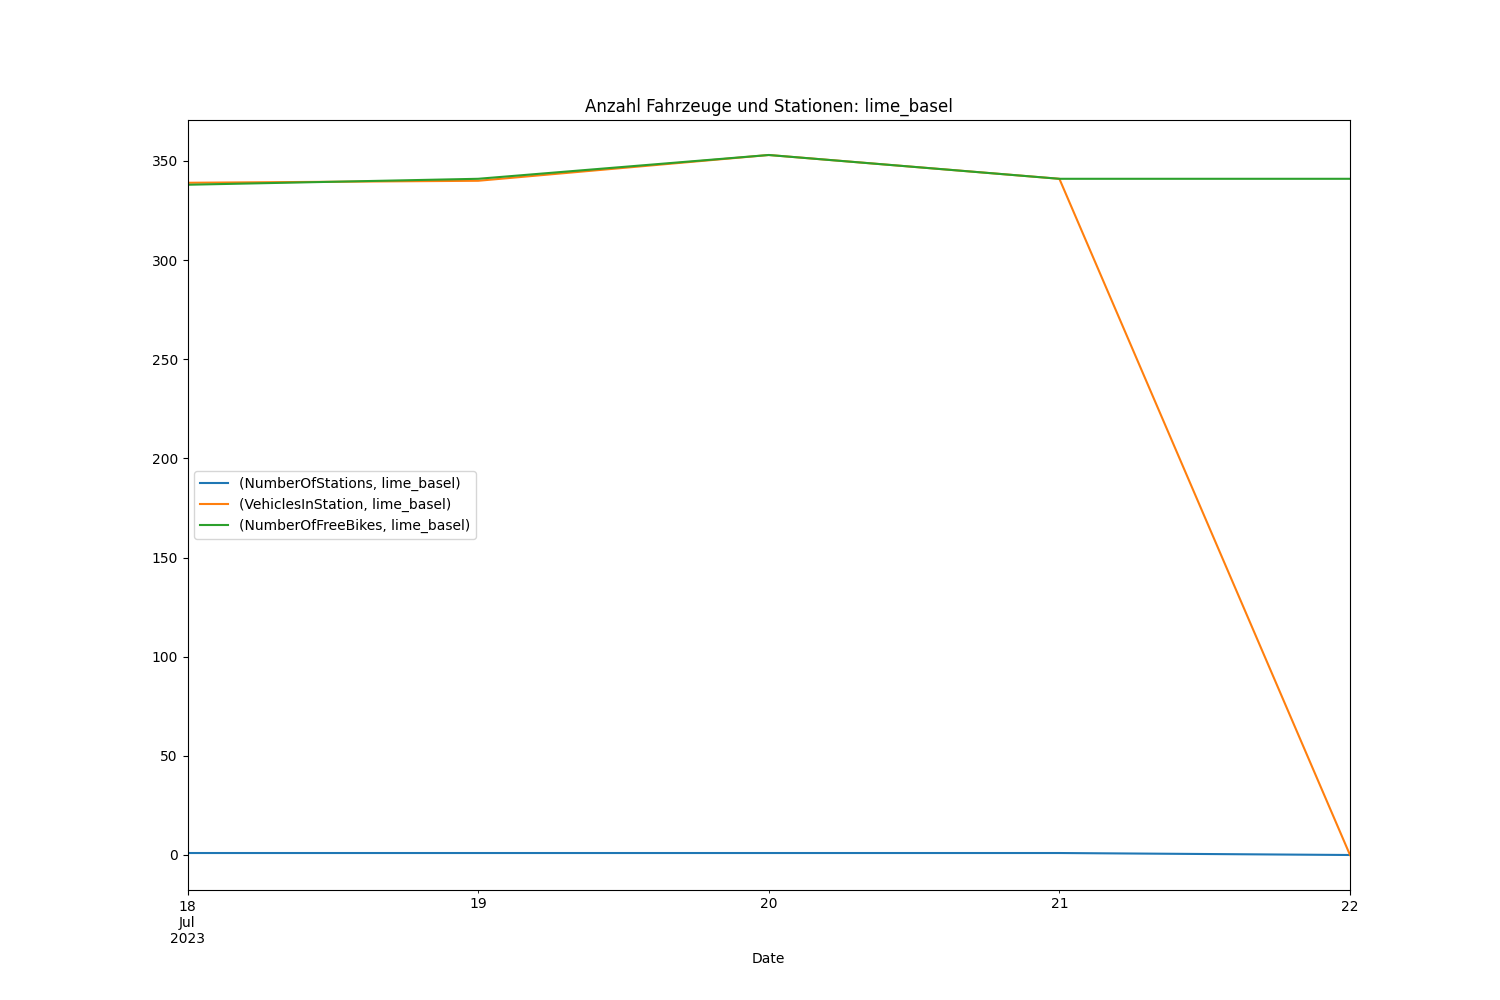 Anzahl Fahrzeuge und Stationen: lime_basel
350
300
250
200
150
100
50
0
(NumberOfStations, lime_basel)
(VehiclesInStation, lime_basel)
(NumberOfFreeBikes, lime_basel)
18 19 20 21 22
Jul
2023
Date